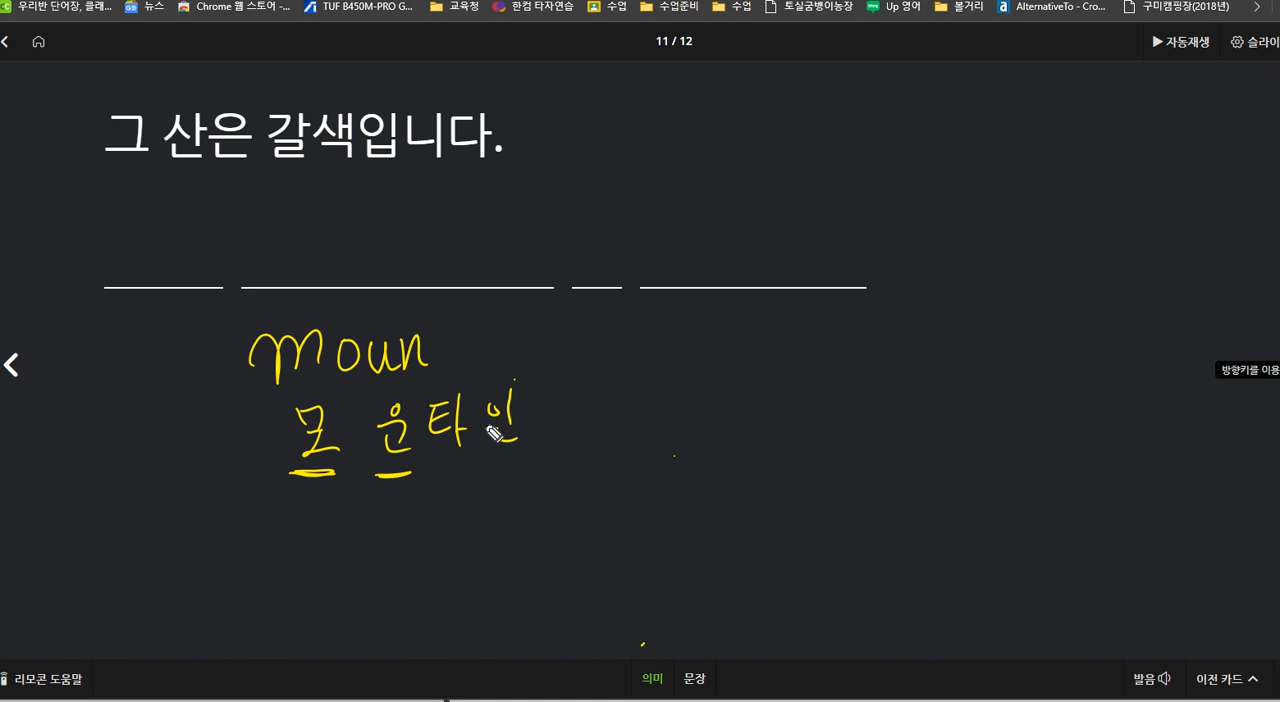 우리반 단어장, 클래... 뉴스 Chrome 웹 스토어 -... TUF B450M-PRO G... 교육청 한컴 타자연습 수업 수업준비 수업 토실굼벵이농장 Up 영어 볼거리 AlternativeTo - Cro... 구미캠핑장(2018년)
11 / 12 자동재생 슬라이
그 산은 갈색입니다.
moun
모 운 타 인
방향키를 이용
리모콘 도움말 의미 문장 발음 이전 카드